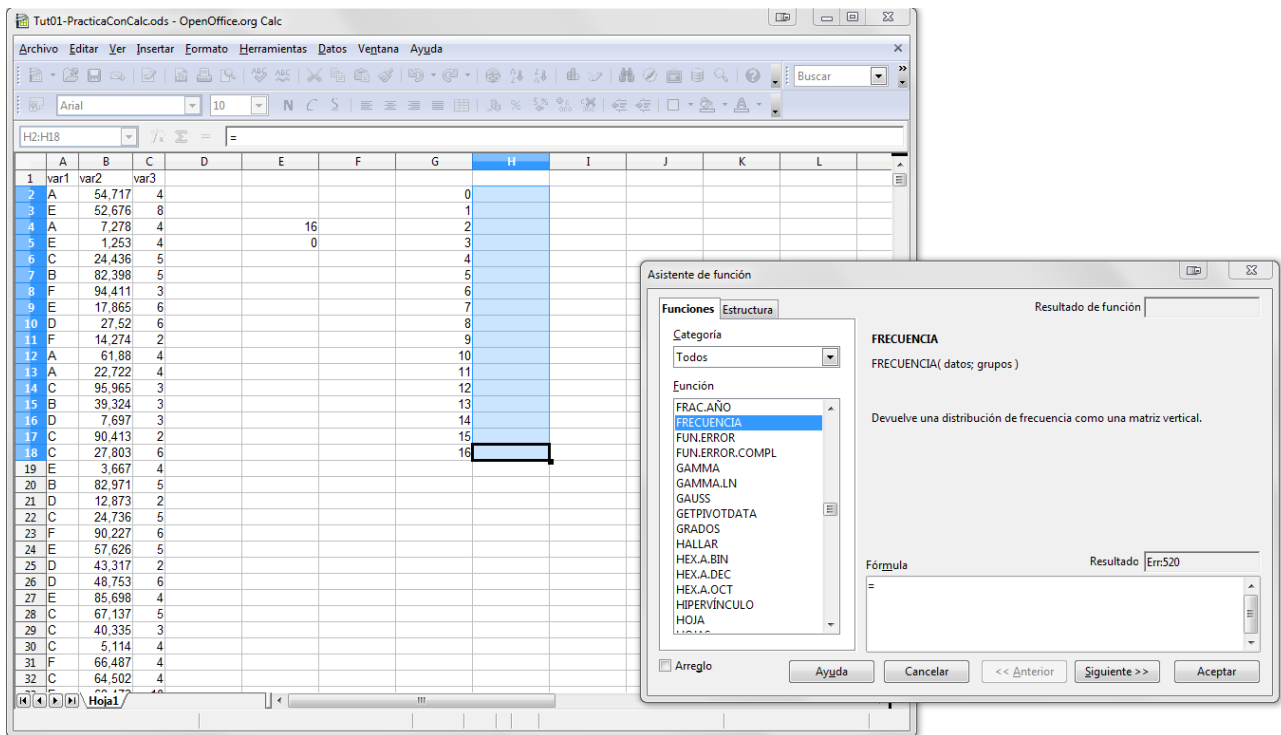 Tut01-PracticaConCalc.ods - OpenOffice.org Calc
Archivo Editar Ver Insertar Formato Herramientas Datos Ventana Ayuda
Buscar
Arial 10 N C S
H2:H18 =
A B C D E F G H I J K L
1 var1 var2 var3
2 A 54,717 4 0
3 E 52,676 8 1
4 A 7,278 4 16 2
5 E 1,253 4 0 3
6 C 24,436 5 4
7 B 82,398 5 5
8 F 94,411 3 6
9 E 17,865 6 7
10 D 27,52 6 8
11 F 14,274 2 9
12 A 61,88 4 10
13 A 22,722 4 11
14 C 95,965 3 12
15 B 39,324 3 13
16 D 7,697 3 14
17 C 90,413 2 15
18 C 27,803 6 16
19 E 3,667 4
20 B 82,971 5
21 D 12,873 2
22 C 24,736 5
23 F 90,227 6
24 E 57,626 5
25 D 43,317 2
26 D 48,753 6
27 E 85,698 4
28 C 67,137 5
29 C 40,335 3
30 C 5,114 4
31 F 66,487 4
32 C 64,502 4
Hoja1
Asistente de función
Funciones Estructura
Resultado de función
Categoría
Todos
Función
FRAC.AÑO
FRECUENCIA
FUN.ERROR
FUN.ERROR.COMPL
GAMMA
GAMMA.LN
GAUSS
GETPIVOTDATA
GRADOS
HALLAR
HEX.A.BIN
HEX.A.DEC
HEX.A.OCT
HIPERVÍNCULO
HOJA
FRECUENCIA
FRECUENCIA( datos; grupos )
Devuelve una distribución de frecuencia como una matriz vertical.
Fórmula
Resultado Err:520
=
Arreglo
Ayuda Cancelar << Anterior Siguiente >> Aceptar